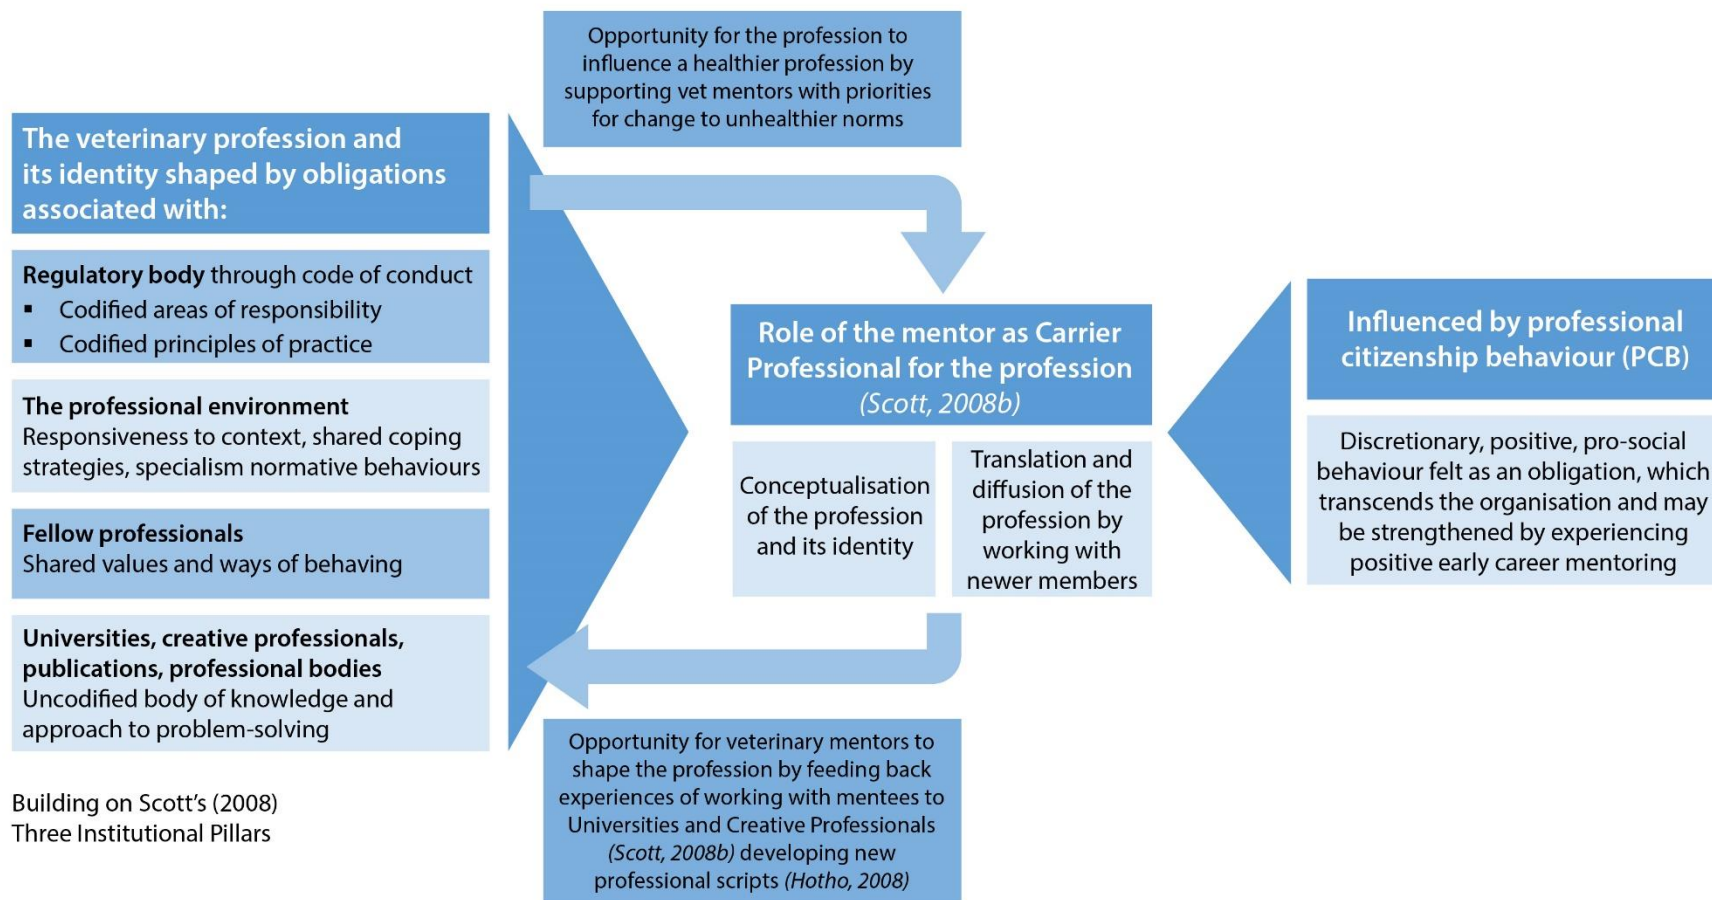 The veterinary profession and
its identity shaped by obligations
associated with:
Regulatory body through code of conduct
▪ Codified areas of responsibility
▪ Codified principles of practice
The professional environment
Responsiveness to context, shared coping
strategies, specialism normative behaviours
Fellow professionals
Shared values and ways of behaving
Universities, creative professionals,
publications, professional bodies
Uncodified body of knowledge and
approach to problem-solving
Building on Scott’s (2008)
Three Institutional Pillars
Opportunity for the profession to
influence a healthier profession by
supporting vet mentors with priorities
for change to unhealthier norms
Role of the mentor as Carrier
Professional for the profession
(Scott, 2008b)
Conceptualisation
of the profession
and its identity
Translation and
diffusion of the
profession by
working with
newer members
Opportunity for veterinary mentors to
shape the profession by feeding back
experiences of working with mentees to
Universities and Creative Professionals
(Scott, 2008b) developing new
professional scripts (Hotho, 2008)
Influenced by professional
citizenship behaviour (PCB)
Discretionary, positive, pro-social
behaviour felt as an obligation, which
transcends the organisation and may
be strengthened by experiencing
positive early career mentoring